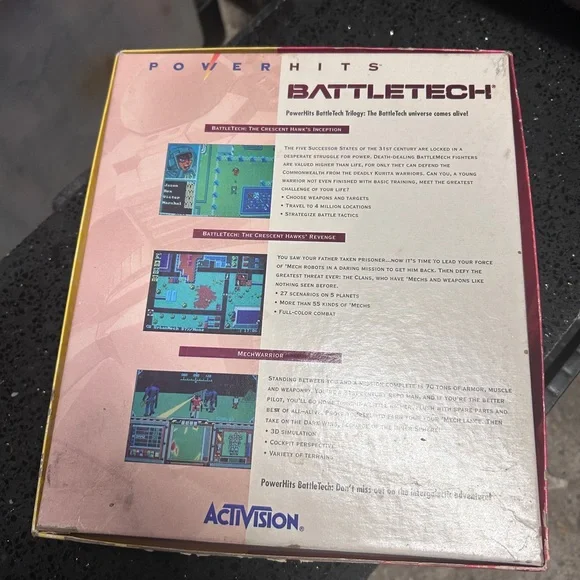 POWERHITS
BATTLETECH
PowerHits BattleTech Trilogy: The BattleTech universe comes alive!
BATTLETECH: THE CRESCENT HAWK'S INCEPTION
THE FIVE SUCCESSOR STATES OF THE 31ST CENTURY ARE LOCKED IN A
DESPERATE STRUGGLE FOR POWER. DEATH-DEALING BATTLEMECH FIGHTERS
ARE VALUED HIGHER THAN LIFE, FOR ONLY THEY CAN DEFEND THE
COMMONWEALTH FROM THE DEADLY KURITA WARRIORS. CAN YOU, A YOUNG
WARRIOR NOT EVEN FINISHED WITH BASIC TRAINING, MEET THE GREATEST
CHALLENGE OF YOUR LIFE?
• CHOOSE WEAPONS AND TARGETS
• TRAVEL TO 4 MILLION LOCATIONS
• STRATEGIZE BATTLE TACTICS
Jason
Rex
BATTLETECH: THE CRESCENT HAWKS' REVENGE
YOU SAW YOUR FATHER TAKEN PRISONER...NOW IT'S TIME TO LEAD YOUR FORCE
OF 'MECH ROBOTS IN A DARING MISSION TO GET HIM BACK. THEN DEFY THE
GREATEST THREAT EVER: THE CLANS, WHO HAVE 'MECHS AND WEAPONS LIKE
NOTHING SEEN BEFORE.
• 27 SCENARIOS ON 5 PLANETS
• MORE THAN 55 KINDS OF 'MECHS
• FULL-COLOR COMBAT
MECHWARRIOR
STANDING BETWEEN YOU AND A MISSION COMPLETE IS 70 TONS OF ARMOR, MUSCLE
AND WEAPONRY. PILOT, YOU'LL GO HOME
BEST OF ALL-ALIVE.
TAKE ON THE DARK WING,
• 3D SIMULATION
• COCKPIT PERSPECTIVE
• VARIETY OF TERRAINS
PowerHits BattleTech: Don't miss out on the intergalactic adventure!
ACTIVISION®